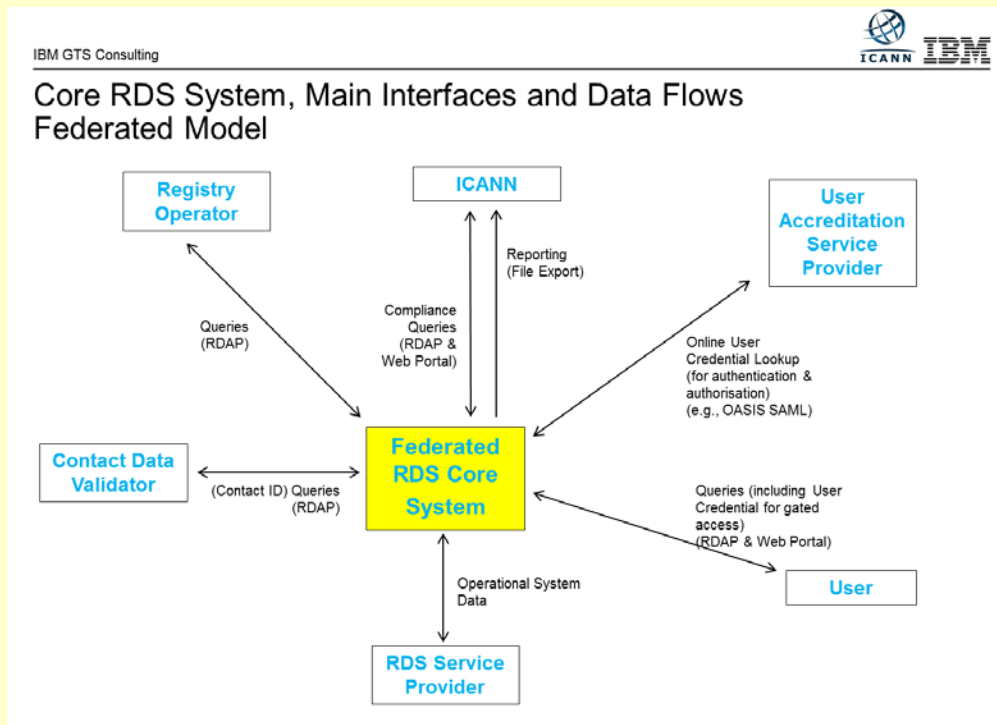 IBM GTS Consulting
ICANN
IBM
Core RDS System, Main Interfaces and Data Flows
Federated Model
Registry
Operator
ICANN
User
Accreditation
Service
Provider
Reporting
(File Export)
Compliance
Queries
(RDAP &
Web Portal)
Queries
(RDAP)
Online User
Credential Lookup
(for authentication &
authorisation)
(e.g., OASIS SAML)
Federated
RDS Core
System
Contact Data
Validator
(Contact ID) Queries
(RDAP)
Queries (including User
Credential for gated
access)
(RDAP & Web Portal)
User
Operational System
Data
RDS Service
Provider